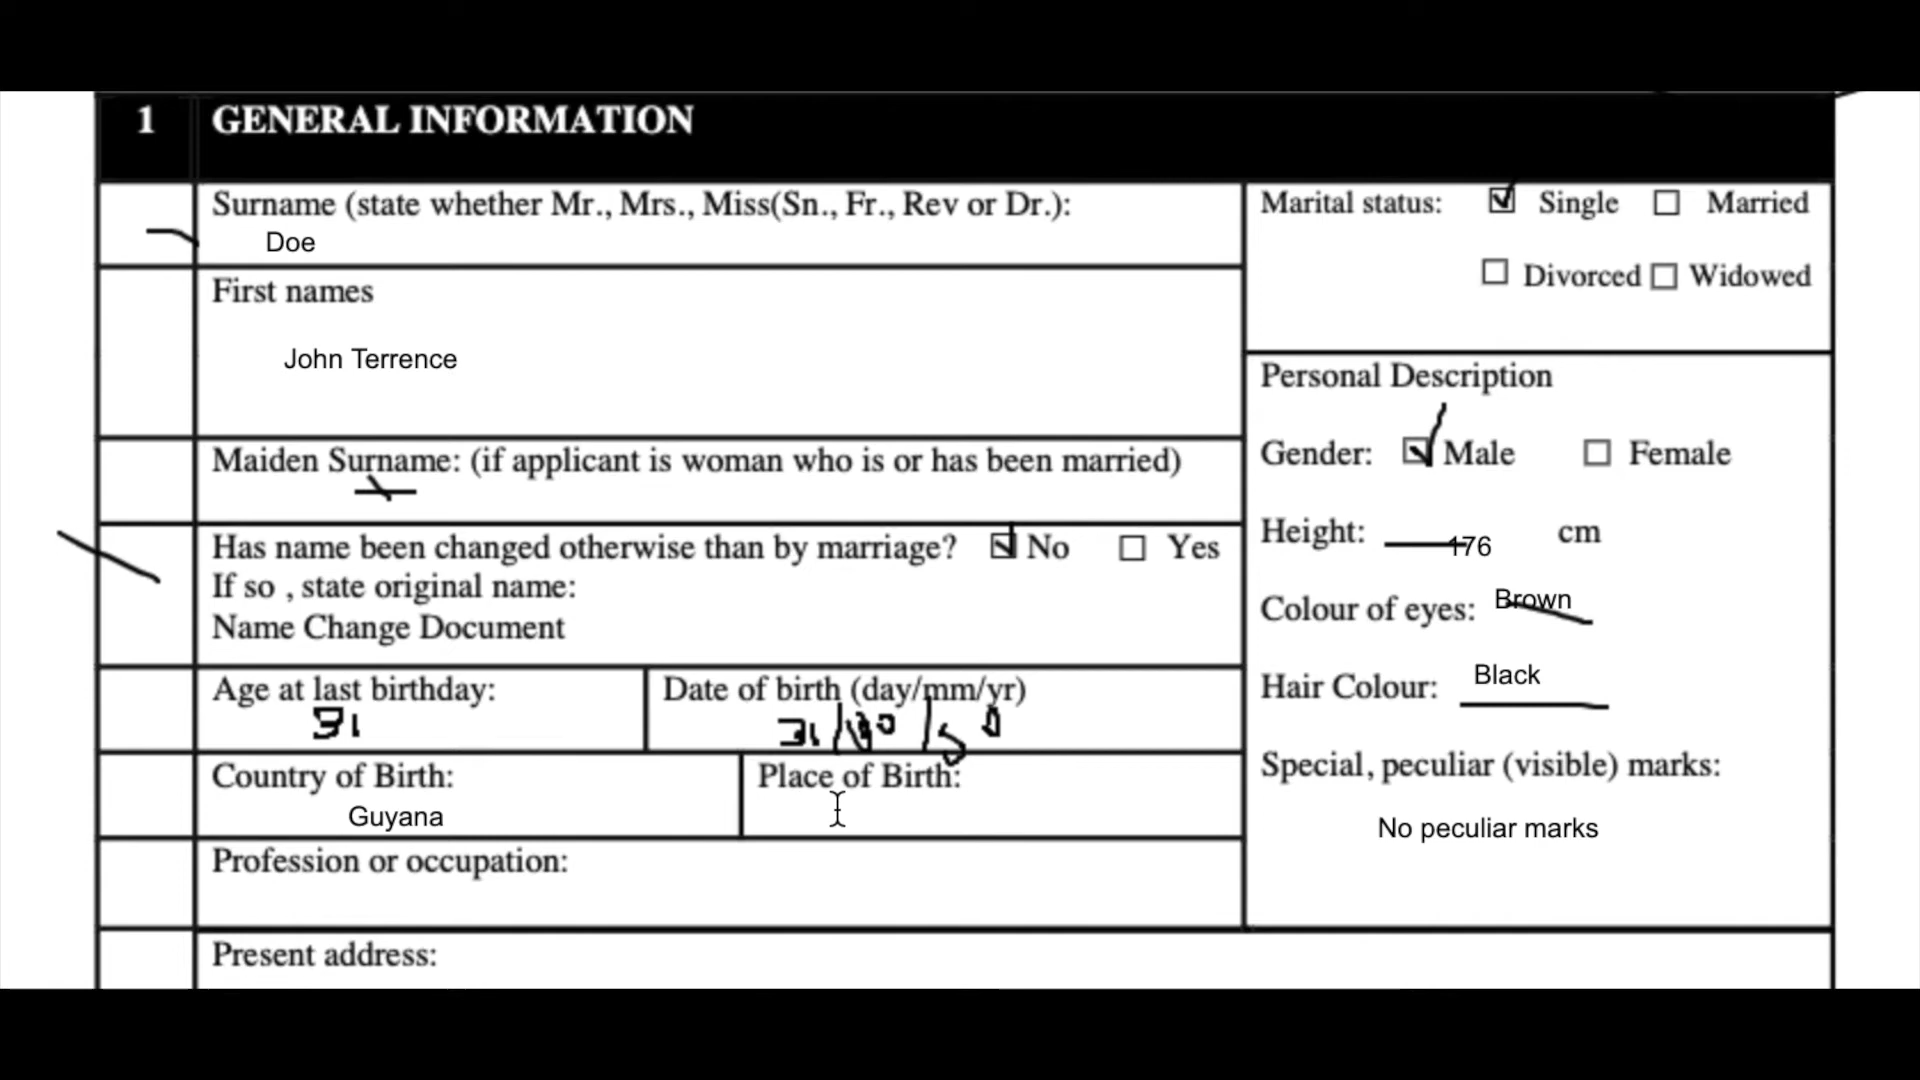 1 GENERAL INFORMATION
Surname (state whether Mr., Mrs., Miss(Sn., Fr., Rev or Dr.):
Doe
First names
John Terrence
Maiden Surname: (if applicant is woman who is or has been married)
Has name been changed otherwise than by marriage? No Yes
If so , state original name:
Name Change Document
Age at last birthday:
31
Date of birth (day/mm/yr)
Country of Birth:
Guyana
Place of Birth:
Profession or occupation:
Present address:
Marital status: Single Married
Divorced Widowed
Personal Description
Gender: Male Female
Height: 176 cm
Colour of eyes: Brown
Hair Colour: Black
Special, peculiar (visible) marks:
No peculiar marks